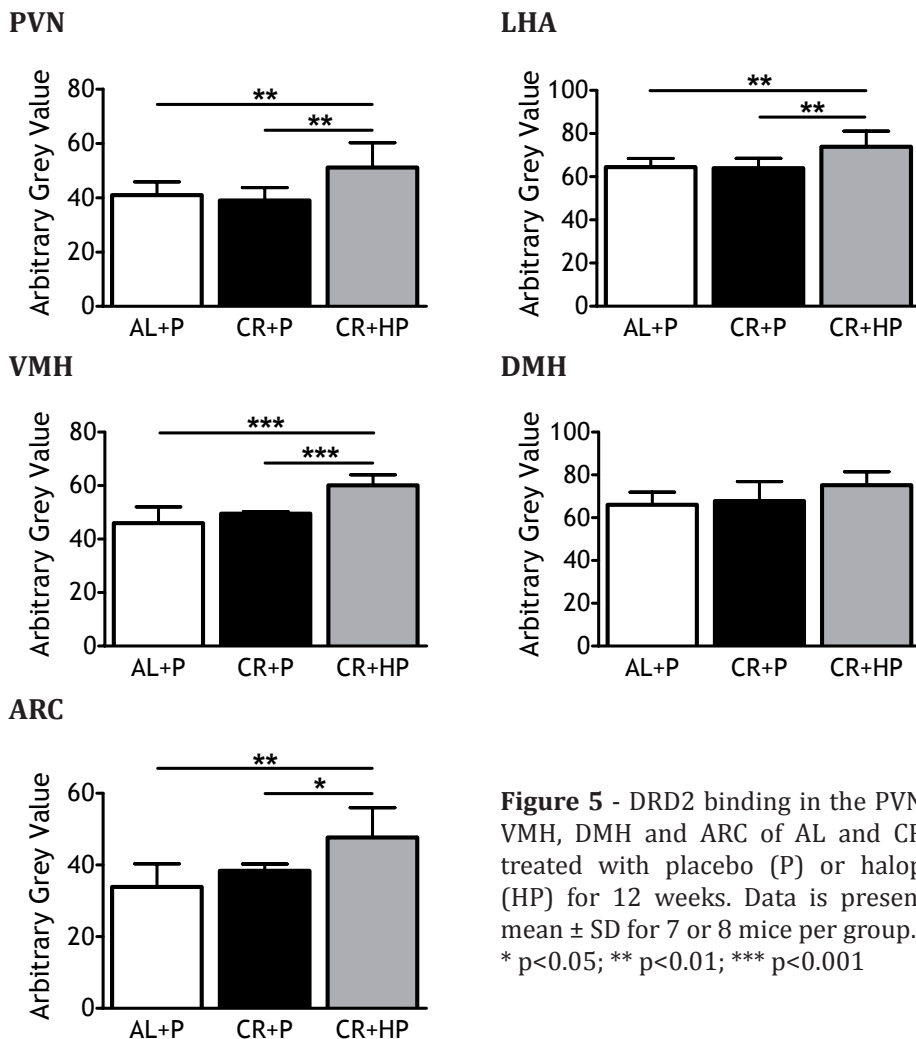 PVN
Arbitrary Grey Value
80
60
40
20
0
**
**
AL+P CR+P CR+HP
LHA
Arbitrary Grey Value
100
80
60
40
20
0
**
**
AL+P CR+P CR+HP
VMH
Arbitrary Grey Value
80
60
40
20
0
***
***
AL+P CR+P CR+HP
DMH
Arbitrary Grey Value
100
80
60
40
20
0
AL+P CR+P CR+HP
ARC
Arbitrary Grey Value
60
40
20
0
**
*
AL+P CR+P CR+HP
Figure 5 - DRD2 binding in the PVN
VMH, DMH and ARC of AL and CR
treated with placebo (P) or halop
(HP) for 12 weeks. Data is presen
mean ± SD for 7 or 8 mice per group.
* p<0.05; ** p<0.01; *** p<0.001